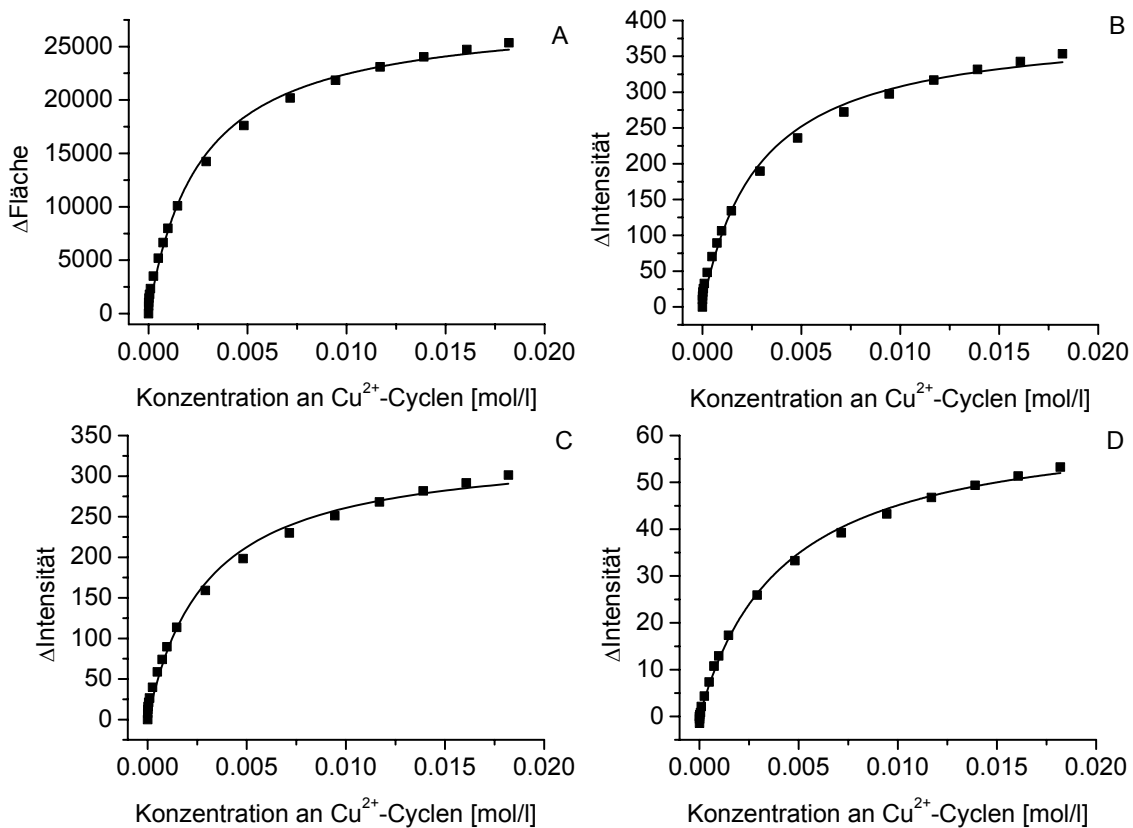 A
25000
20000
15000
10000
5000
0
ΔFläche
0.000 0.005 0.010 0.015 0.020
Konzentration an Cu²⁺-Cyclen [mol/l]
B
400
350
300
250
200
150
100
50
0
ΔIntensität
0.000 0.005 0.010 0.015 0.020
Konzentration an Cu²⁺-Cyclen [mol/l]
C
350
300
250
200
150
100
50
0
ΔIntensität
0.000 0.005 0.010 0.015 0.020
Konzentration an Cu²⁺-Cyclen [mol/l]
D
60
50
40
30
20
10
0
ΔIntensität
0.000 0.005 0.010 0.015 0.020
Konzentration an Cu²⁺-Cyclen [mol/l]